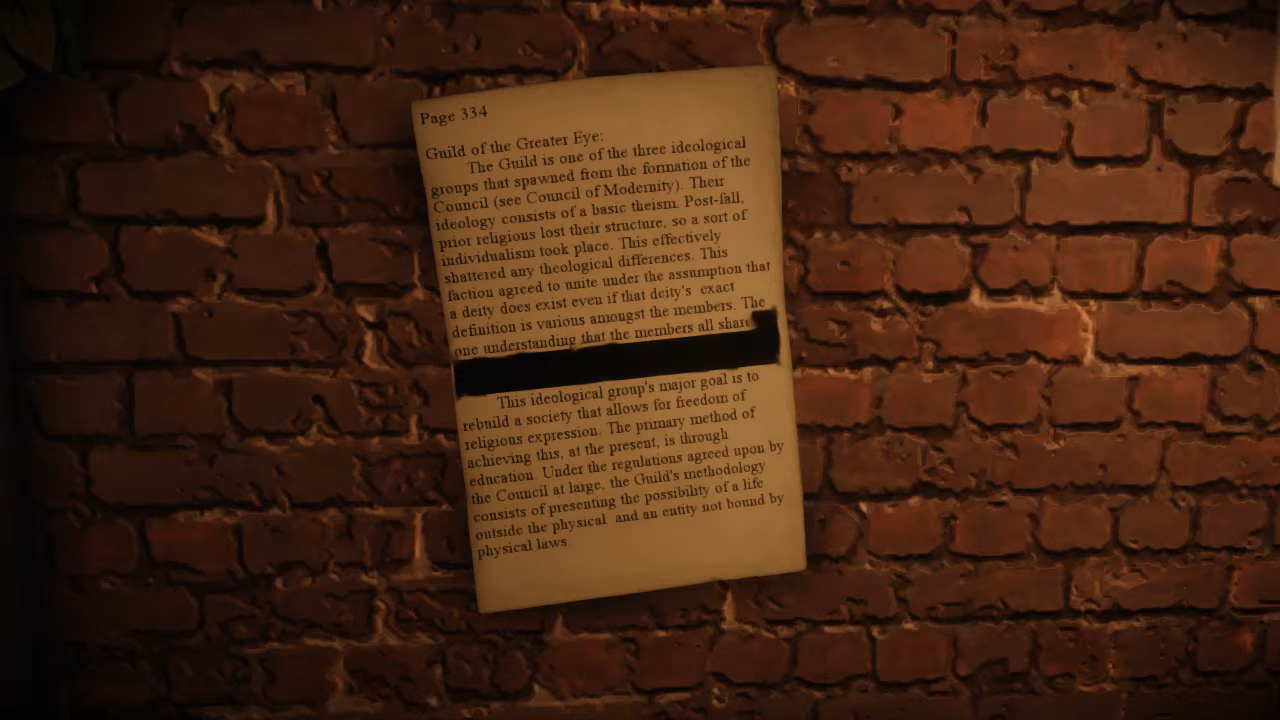 Page 334
Guild of the Greater Eye:
The Guild is one of the three ideological
groups that spawned from the formation of the
Council (see Council of Modernity). Their
ideology consists of a basic theism. Post-fall,
prior religions lost their structure, so a sort of
individualism took place. This effectively
shattered any theological differences. This
faction agreed to unite under the assumption that
a deity does exist even if that deity's exact
definition is various amongst the members. The
one understanding that the members all share
This ideological group's major goal is to
rebuild a society that allows for freedom of
religious expression. The primary method of
achieving this, at the present, is through
education. Under the regulations agreed upon by
the Council at large, the Guild's methodology
consists of presenting the possibility of a life
outside the physical and an entity not bound by
physical laws.